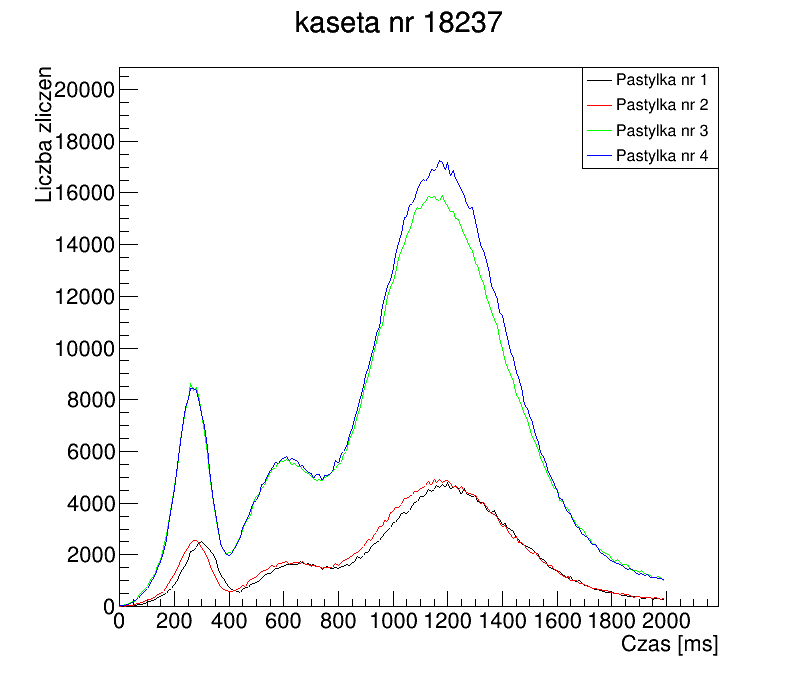 kaseta nr 18237
Liczba zliczen
Pastylka nr 1
Pastylka nr 2
Pastylka nr 3
Pastylka nr 4
20000
18000
16000
14000
12000
10000
8000
6000
4000
2000
0
0 200 400 600 800 1000 1200 1400 1600 1800 2000
Czas [ms]